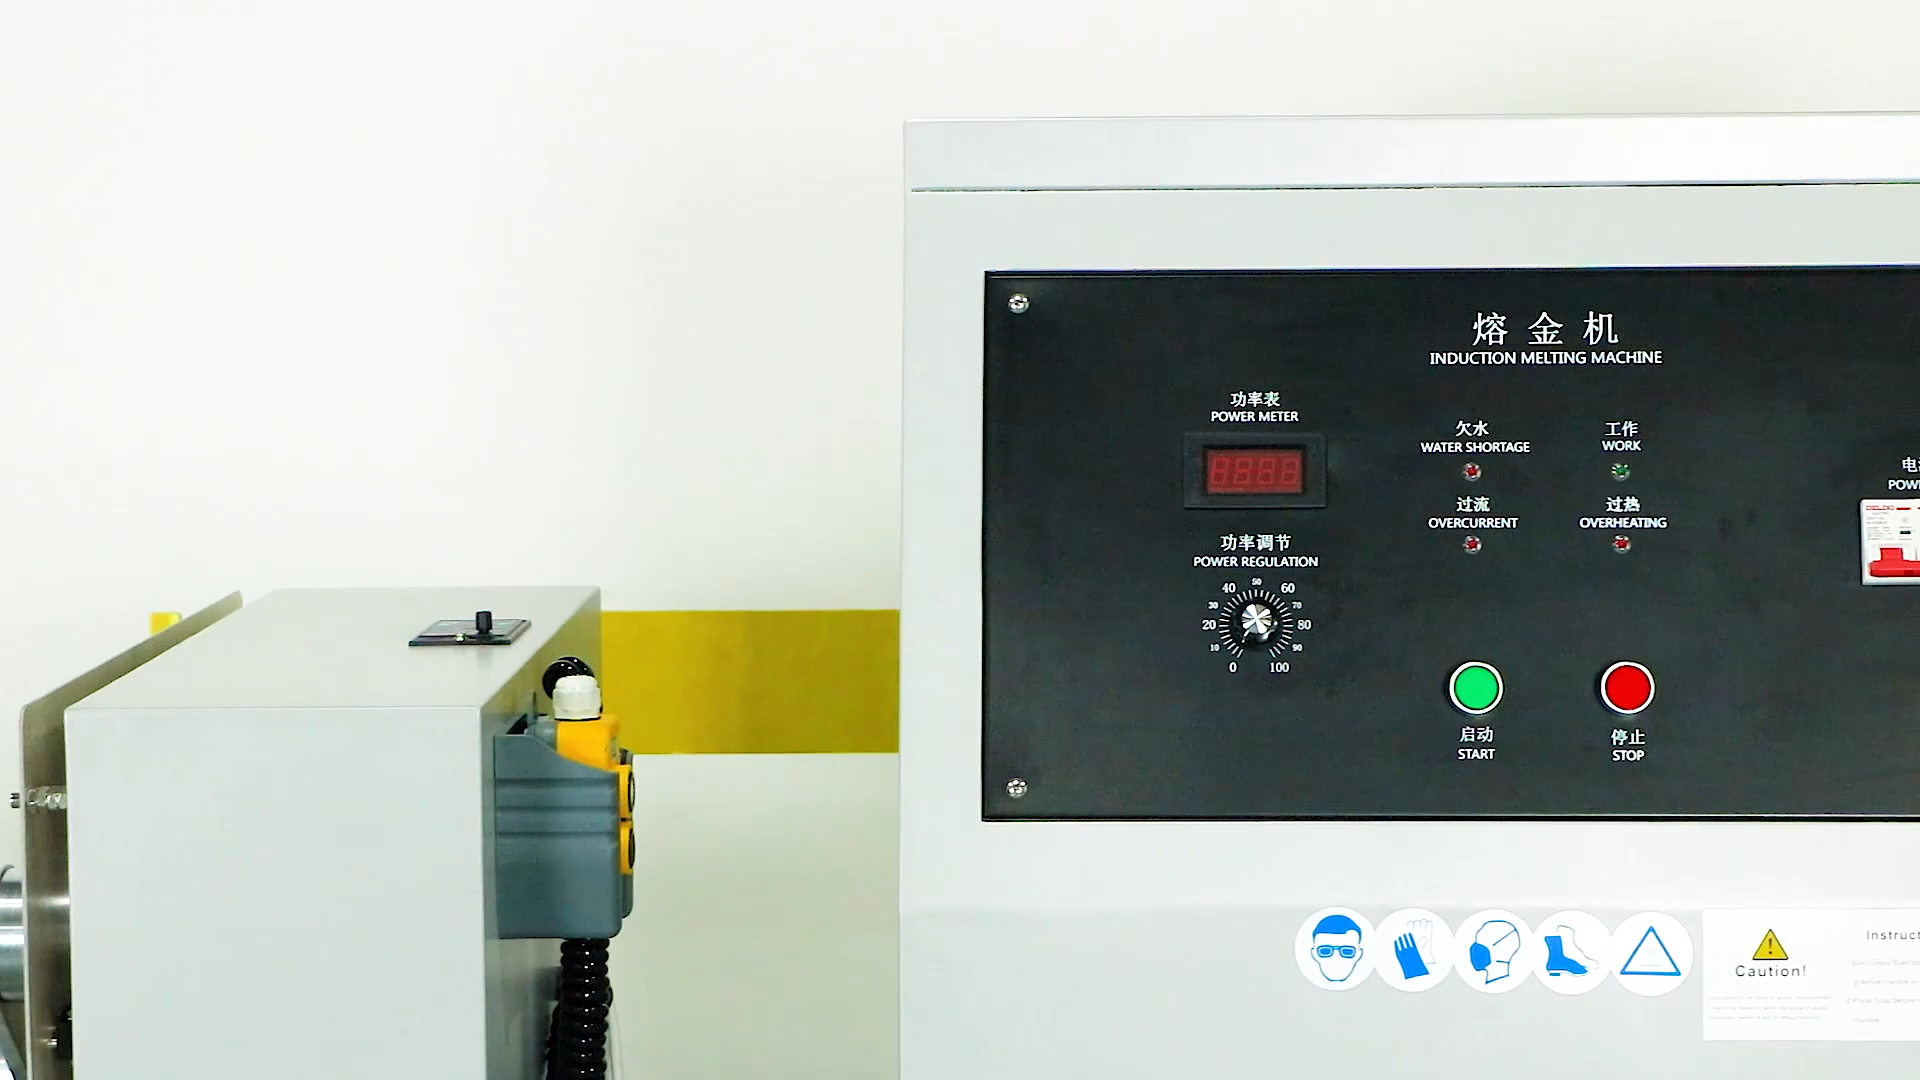 熔金机
INDUCTION MELTING MACHINE
功率表
POWER METER
欠水
WATER SHORTAGE
工作
WORK
过流
OVERCURRENT
过热
OVERHEATING
功率调节
POWER REGULATION
0 10 20 30 40 50 60 70 80 90 100
启动
START
停止
STOP
DELIXI
Caution!